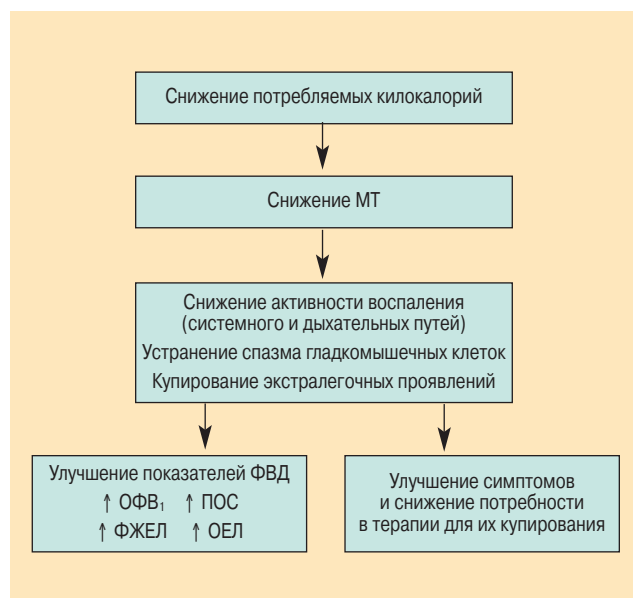 Снижение потребляемых килокалорий
Снижение МТ
Снижение активности воспаления
(системного и дыхательных путей)
Устранение спазма гладкомышечных клеток
Купирование экстралегочных проявлений
Улучшение показателей ФВД
↑ ОФВ₁ ↑ ПОС
↑ ФЖЕЛ ↑ ОЕЛ
Улучшение симптомов
и снижение потребности
в терапии для их купирования